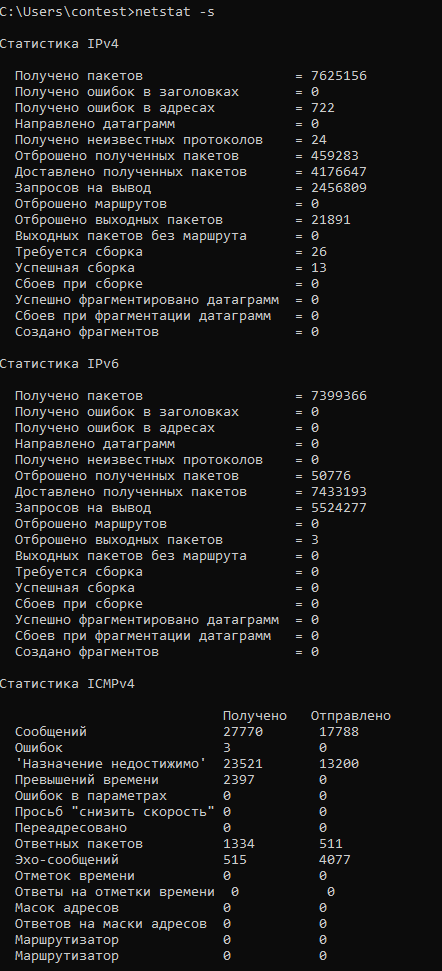 C:\Users\contest>netstat -s
Статистика IPv4
Получено пакетов = 7625156
Получено ошибок в заголовках = 0
Получено ошибок в адресах = 722
Направлено датаграмм = 0
Получено неизвестных протоколов = 24
Отброшено полученных пакетов = 459283
Доставлено полученных пакетов = 4176647
Запросов на вывод = 2456809
Отброшено маршрутов = 0
Отброшено выходных пакетов = 21891
Выходных пакетов без маршрута = 0
Требуется сборка = 26
Успешная сборка = 13
Сбоев при сборке = 0
Успешно фрагментировано датаграмм = 0
Сбоев при фрагментации датаграмм = 0
Создано фрагментов = 0
Статистика IPv6
Получено пакетов = 7399366
Получено ошибок в заголовках = 0
Получено ошибок в адресах = 0
Направлено датаграмм = 0
Получено неизвестных протоколов = 0
Отброшено полученных пакетов = 50776
Доставлено полученных пакетов = 7433193
Запросов на вывод = 5524277
Отброшено маршрутов = 0
Отброшено выходных пакетов = 3
Выходных пакетов без маршрута = 0
Требуется сборка = 0
Успешная сборка = 0
Сбоев при сборке = 0
Успешно фрагментировано датаграмм = 0
Сбоев при фрагментации датаграмм = 0
Создано фрагментов = 0
Статистика ICMPv4
Получено Отправлено
Сообщений 27770 17788
Ошибок 3 0
'Назначение недостижимо' 23521 13200
Превышений времени 2397 0
Ошибок в параметрах 0 0
Просьб "снизить скорость" 0 0
Переадресовано 0 0
Ответных пакетов 1334 511
Эхо-сообщений 515 4077
Отметок времени 0 0
Ответы на отметки времени 0 0
Масок адресов 0 0
Ответов на маски адресов 0 0
Маршрутизатор 0 0
Маршрутизатор 0 0